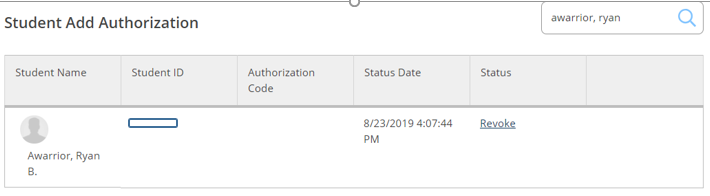 Student Add Authorization
awarrior, ryan
Student Name
Student ID
Authorization
Code
Status Date
Status
8/23/2019 4:07:44
PM
Revoke
Awarrior, Ryan
B.